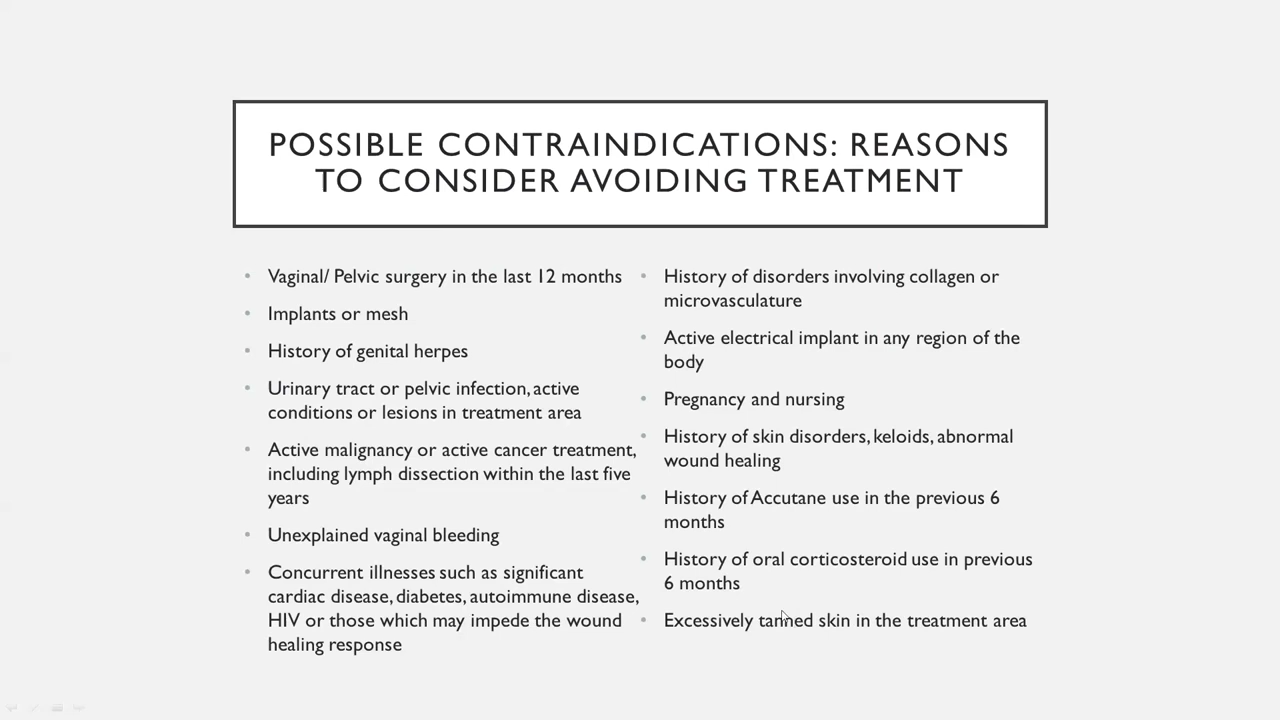 POSSIBLE CONTRAINDICATIONS: REASONS
TO CONSIDER AVOIDING TREATMENT
• Vaginal/ Pelvic surgery in the last 12 months
• Implants or mesh
• History of genital herpes
• Urinary tract or pelvic infection, active
conditions or lesions in treatment area
• Active malignancy or active cancer treatment,
including lymph dissection within the last five
years
• Unexplained vaginal bleeding
• Concurrent illnesses such as significant
cardiac disease, diabetes, autoimmune disease,
HIV or those which may impede the wound
healing response
• History of disorders involving collagen or
microvasculature
• Active electrical implant in any region of the
body
• Pregnancy and nursing
• History of skin disorders, keloids, abnormal
wound healing
• History of Accutane use in the previous 6
months
• History of oral corticosteroid use in previous
6 months
• Excessively tanned skin in the treatment area